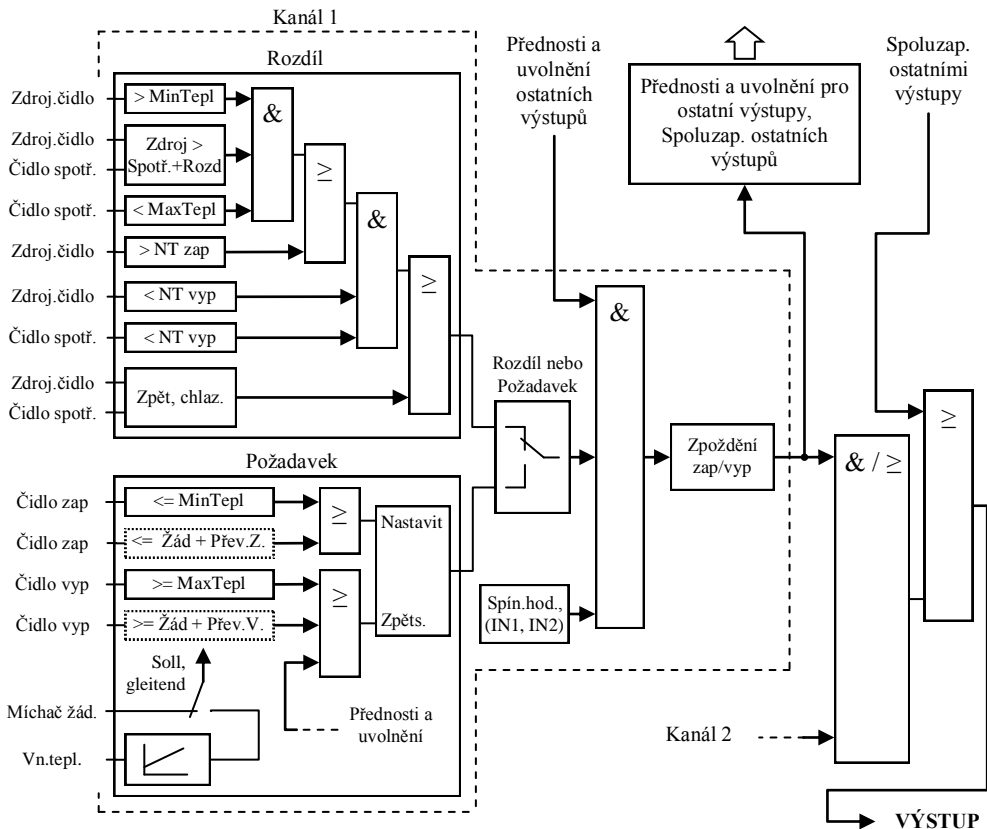 Kanál 1
Rozdíl
Zdroj.čidlo
> MinTepl
Zdroj.čidlo
Čidlo spotř.
Zdroj >
Spotř.+Rozd
Čidlo spotř.
< MaxTepl
Zdroj.čidlo
> NT zap
Zdroj.čidlo
< NT vyp
Čidlo spotř.
< NT vyp
Zdroj.čidlo
Čidlo spotř.
Zpět, chlaz.
&
≥
&
≥
Požadavek
Čidlo zap
<= MinTepl
Čidlo zap
<= Žád + Přev.Z.
Čidlo vyp
>= MaxTepl
Čidlo vyp
>= Žád + Přev.V.
≥
≥
Nastavit
Zpěts.
Soll,
gleitend
Míchač žád.
Vn.tepl.
Přednosti a
uvolnění
Rozdíl nebo
Požadavek
Přednosti a
uvolnění
ostatních
výstupů
&
Spín.hod.,
(IN1, IN2)
Zpoždění
zap/vyp
Přednosti a uvolnění pro
ostatní výstupy,
Spoluzap. ostatních
výstupů
Spoluzap.
ostatními
výstupy
& / ≥
≥
Kanál 2
VÝSTUP